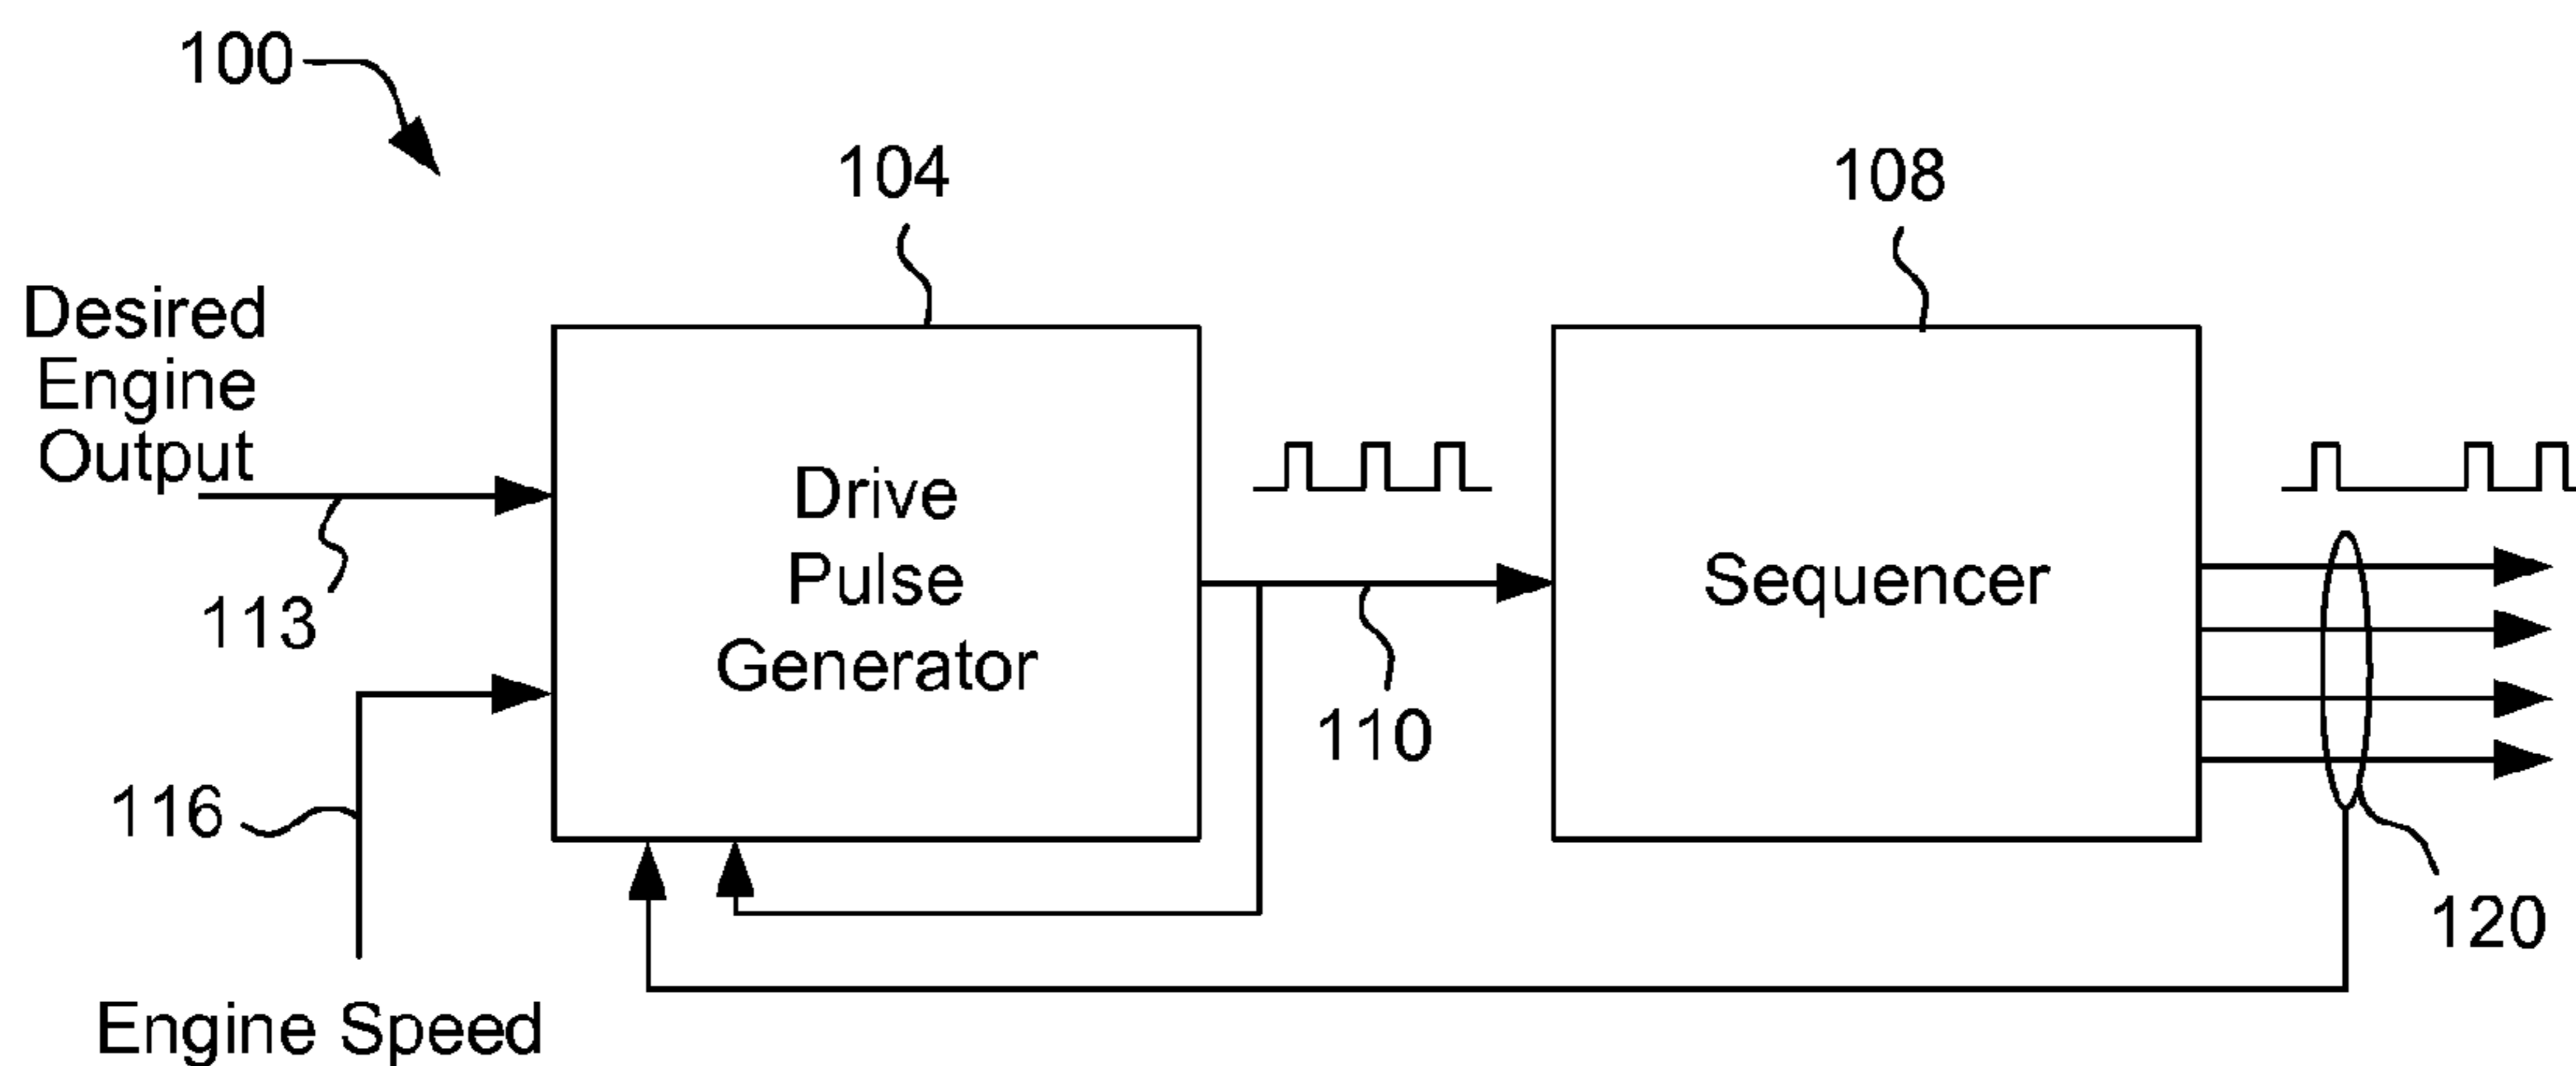 100
104
108
Desired
Engine
Output
Drive
Pulse
Generator
Sequencer
113
110
116
120
Engine Speed